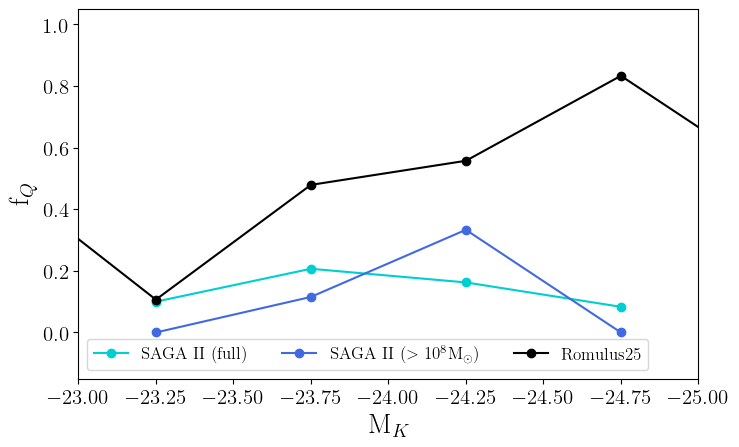 1.0
0.8
0.6
0.4
0.2
0.0
f_Q
SAGA II (full)
SAGA II (> 10^8 M_⊙)
Romulus25
−23.00 −23.25 −23.50 −23.75 −24.00 −24.25 −24.50 −24.75 −25.00
M_K